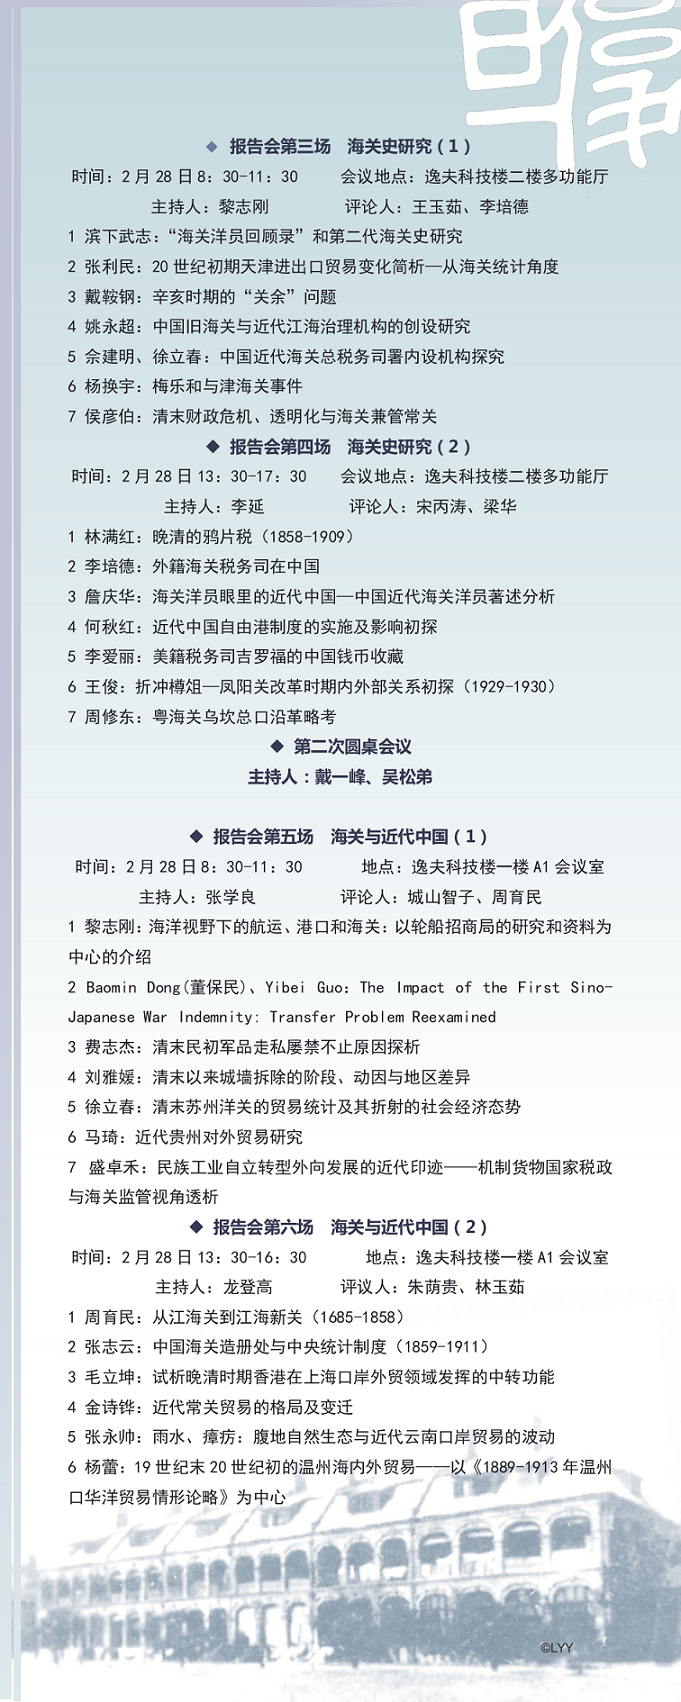 ◆ 报告会第三场 海关史研究（1）
时间：2 月 28 日 8：30-11：30 会议地点：逸夫科技楼二楼多功能厅
主持人：黎志刚 评论人：王玉茹、李培德
1 滨下武志：“海关洋员回顾录”和第二代海关史研究
2 张利民：20 世纪初期天津进出口贸易变化简析—从海关统计角度
3 戴鞍钢：辛亥时期的“关余”问题
4 姚永超：中国旧海关与近代江海治理机构的创设研究
5 佘建明、徐立春：中国近代海关总税务司署内设机构探究
6 杨换宇：梅乐和与津海关事件
7 侯彦伯：清末财政危机、透明化与海关兼管常关
◆ 报告会第四场 海关史研究（2）
时间：2 月 28 日 13：30-17：30 会议地点：逸夫科技楼二楼多功能厅
主持人：李延 评论人：宋丙涛、梁华
1 林满红：晚清的鸦片税（1858-1909）
2 李培德：外籍海关税务司在中国
3 詹庆华：海关洋员眼里的近代中国—中国近代海关洋员著述分析
4 何秋红：近代中国自由港制度的实施及影响初探
5 李爱丽：美籍税务司吉罗福的中国钱币收藏
6 王俊：折冲樽俎—凤阳关改革时期内外部关系初探（1929-1930）
7 周修东：粤海关乌坎总口沿革略考
◆ 第二次圆桌会议
主持人：戴一峰、吴松弟
◆ 报告会第五场 海关与近代中国（1）
时间：2 月 28 日 8：30-11：30 地点：逸夫科技楼一楼 A1 会议室
主持人：张学良 评论人：城山智子、周育民
1 黎志刚：海洋视野下的航运、港口和海关：以轮船招商局的研究和资料为
中心的介绍
2 Baomin Dong(董保民)、Yibei Guo：The Impact of the First Sino-
Japanese War Indemnity: Transfer Problem Reexamined
3 费志杰：清末民初军品走私屡禁不止原因探析
4 刘雅媛：清末以来城墙拆除的阶段、动因与地区差异
5 徐立春：清末苏州洋关的贸易统计及其折射的社会经济态势
6 马琦：近代贵州对外贸易研究
7 盛卓禾：民族工业自立转型外向发展的近代印迹——机制货物国家税政
与海关监管视角透析
◆ 报告会第六场 海关与近代中国（2）
时间：2 月 28 日 13：30-16：30 地点：逸夫科技楼一楼 A1 会议室
主持人：龙登高 评议人：朱荫贵、林玉茹
1 周育民：从江海关到江海新关（1685-1858）
2 张志云：中国海关造册处与中央统计制度（1859-1911）
3 毛立坤：试析晚清时期香港在上海口岸外贸领域发挥的中转功能
4 金诗铧：近代常关贸易的格局及变迁
5 张永帅：雨水、瘴疠：腹地自然生态与近代云南口岸贸易的波动
6 杨蕾：19 世纪末 20 世纪初的温州海内外贸易——以《1889-1913 年温州
口华洋贸易情形论略》为中心
©LYY